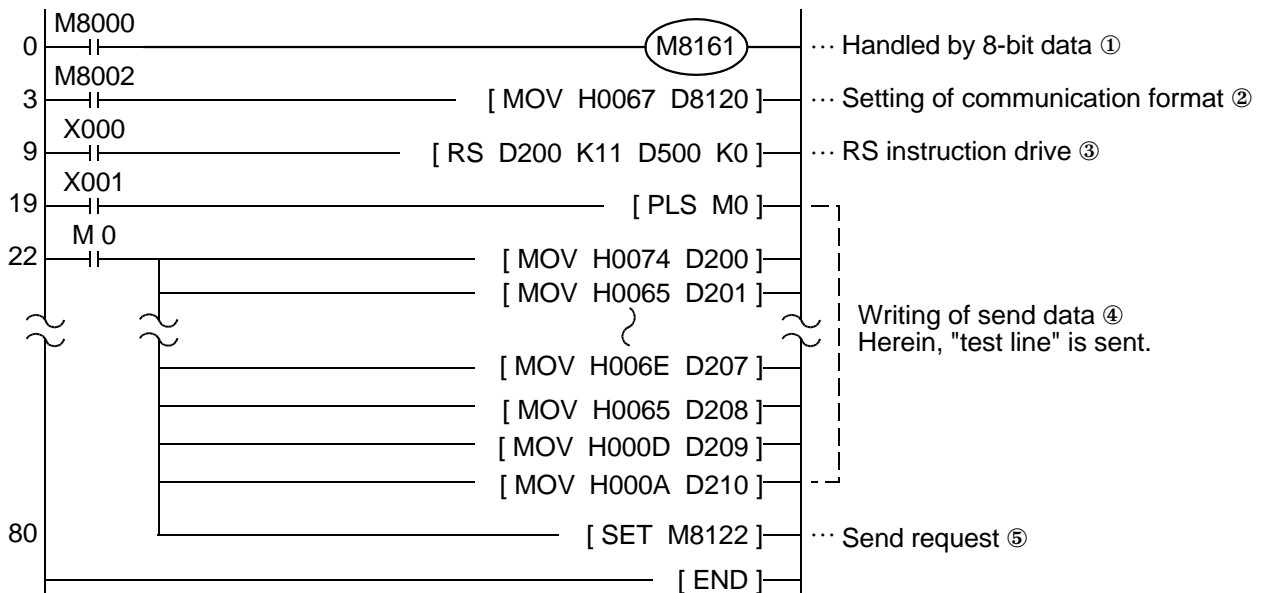 M8000
0 M8161 ··· Handled by 8-bit data ①
M8002
3 [ MOV H0067 D8120 ] ··· Setting of communication format ②
X000
9 [ RS D200 K11 D500 K0 ] ··· RS instruction drive ③
X001
19 [ PLS M0 ]
M 0
22 [ MOV H0074 D200 ]
[ MOV H0065 D201 ]
Writing of send data ④
Herein, "test line" is sent.
[ MOV H006E D207 ]
[ MOV H0065 D208 ]
[ MOV H000D D209 ]
[ MOV H000A D210 ]
80 [ SET M8122 ] ··· Send request ⑤
[ END ]